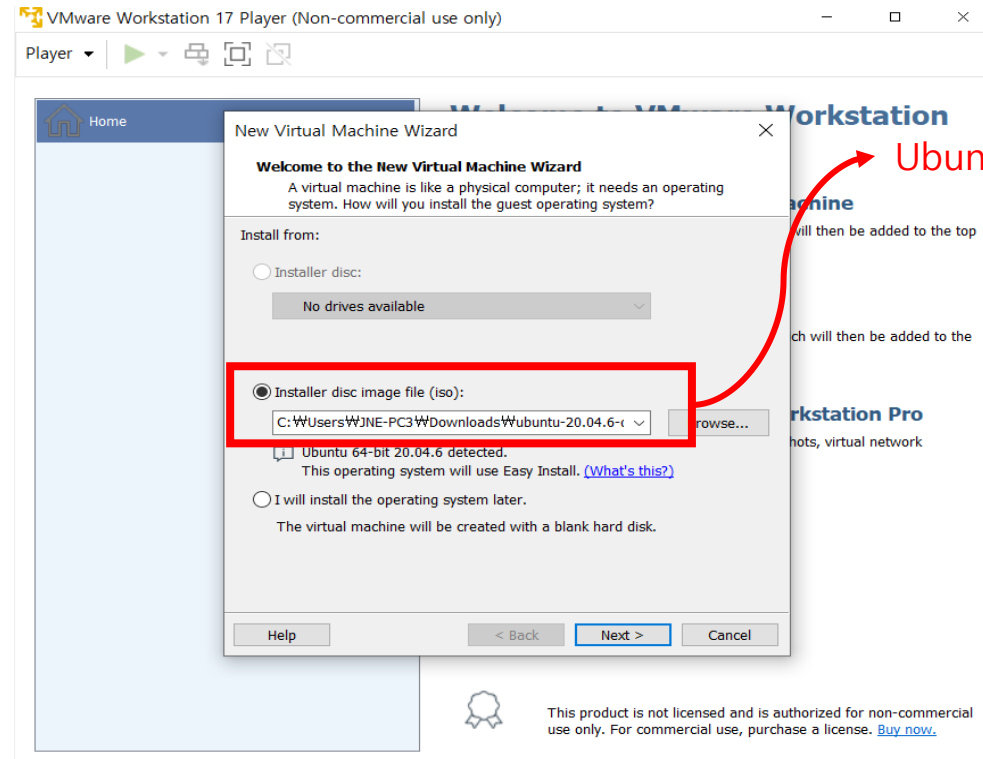 VMware Workstation 17 Player (Non-commercial use only)
Player
Home
Workstation
New Virtual Machine Wizard
Ubun
Welcome to the New Virtual Machine Wizard
A virtual machine is like a physical computer; it needs an operating
system. How will you install the guest operating system?
will then be added to the top
Install from:
Installer disc:
No drives available
ch will then be added to the
Installer disc image file (iso):
C:₩Users₩JNE-PC3₩Downloads₩ubuntu-20.04.6-
rowse...
rkstation Pro
hots, virtual network
Ubuntu 64-bit 20.04.6 detected.
This operating system will use Easy Install. (What's this?)
I will install the operating system later.
The virtual machine will be created with a blank hard disk.
Help
< Back
Next >
Cancel
This product is not licensed and is authorized for non-commercial
use only. For commercial use, purchase a license. Buy now.